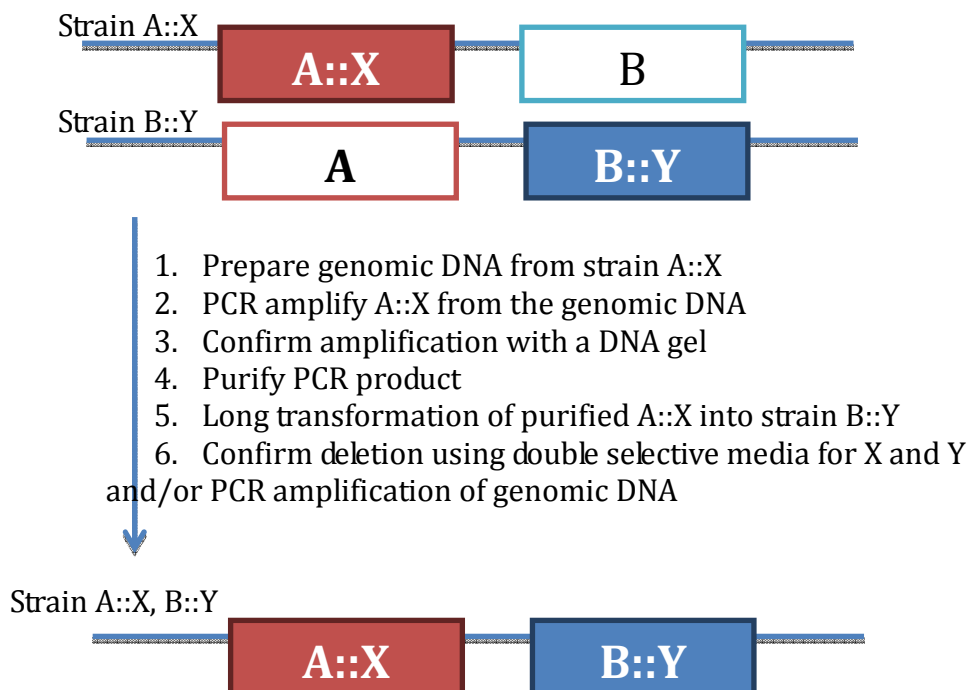 Strain A::X
A::X B
Strain B::Y
A B::Y
1. Prepare genomic DNA from strain A::X
2. PCR amplify A::X from the genomic DNA
3. Confirm amplification with a DNA gel
4. Purify PCR product
5. Long transformation of purified A::X into strain B::Y
6. Confirm deletion using double selective media for X and Y
and/or PCR amplification of genomic DNA
Strain A::X, B::Y
A::X B::Y